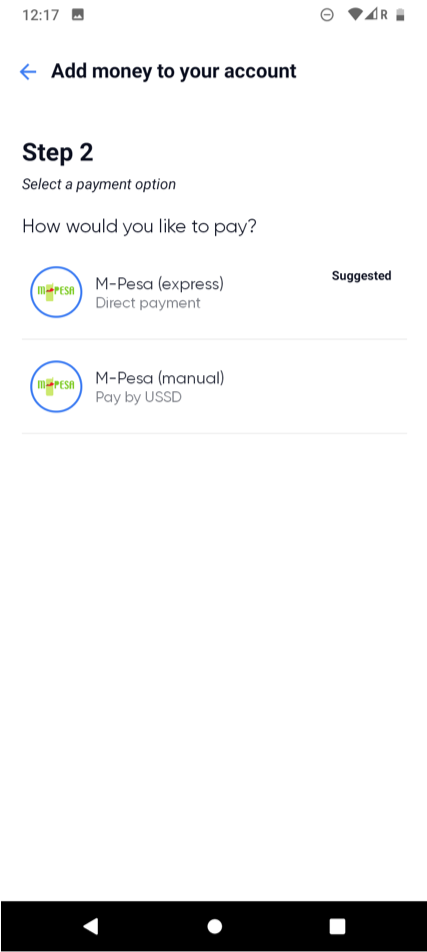 12:17
R
Add money to your account
Step 2
Select a payment option
How would you like to pay?
M-PESA
M-Pesa (express)
Suggested
Direct payment
M-PESA
M-Pesa (manual)
Pay by USSD